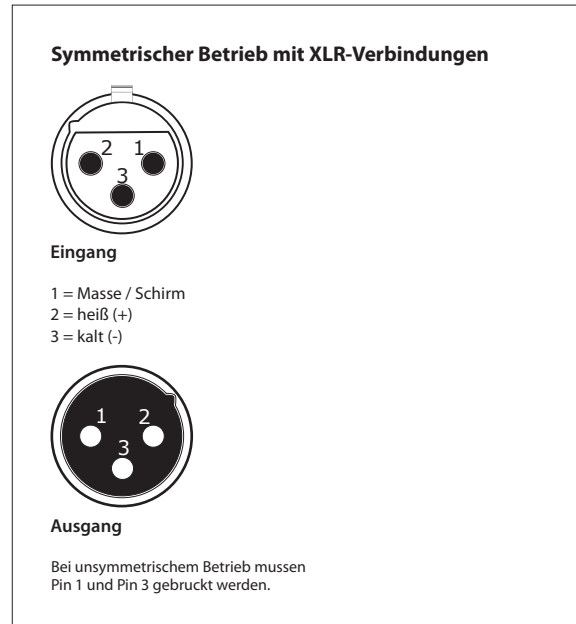 Symmetrischer Betrieb mit XLR-Verbindungen
2 1
3
Eingang
1 = Masse / Schirm
2 = heiß (+)
3 = kalt (-)
1 2
3
Ausgang
Bei unsymmetrischem Betrieb mussen
Pin 1 und Pin 3 gebruckt werden.